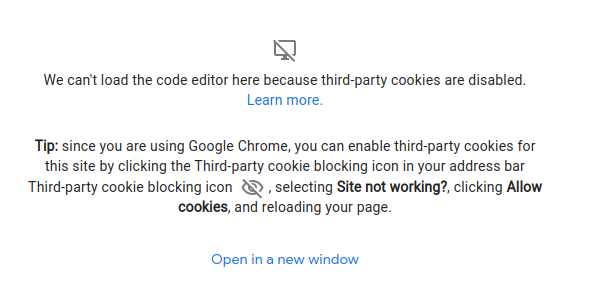 We can't load the code editor here because third-party cookies are disabled.
Learn more.
Tip: since you are using Google Chrome, you can enable third-party cookies for
this site by clicking the Third-party cookie blocking icon in your address bar
Third-party cookie blocking icon , selecting Site not working?, clicking Allow
cookies, and reloading your page.
Open in a new window